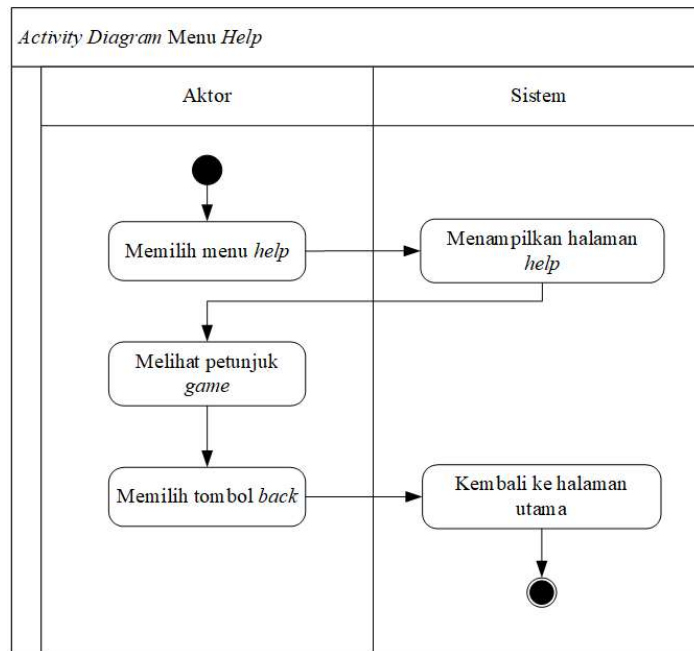 Activity Diagram Menu Help
Aktor
Sistem
Memilih menu help
Menampilkan halaman
help
Melihat petunjuk
game
Memilih tombol back
Kembali ke halaman
utama